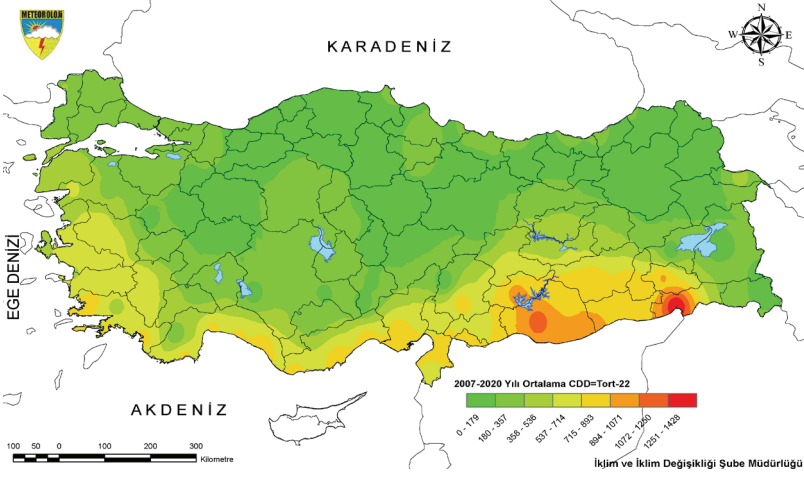 METEOROLOJİ
KARADENİZ
N
W E
S
EGE DENİZİ
AKDENİZ
2007-2020 Yılı Ortalama CDD=Tort-22
0 - 179
180 - 357
358 - 536
537 - 714
715 - 893
894 - 1071
1072 - 1250
1251 - 1428
100 50 0 100 200 300
Kilometre
İklim ve İklim Değişikliği Şube Müdürlüğü